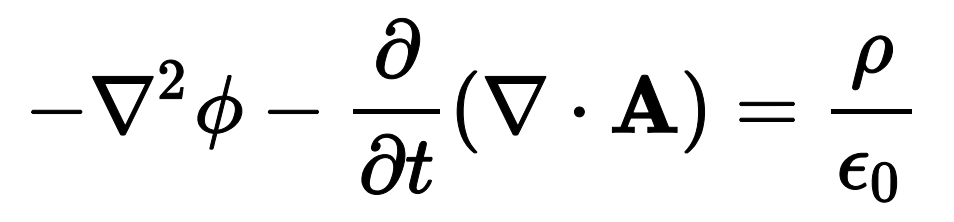 −∇²ϕ − ∂/∂t (∇ · 𝐀) = ρ/ϵ₀